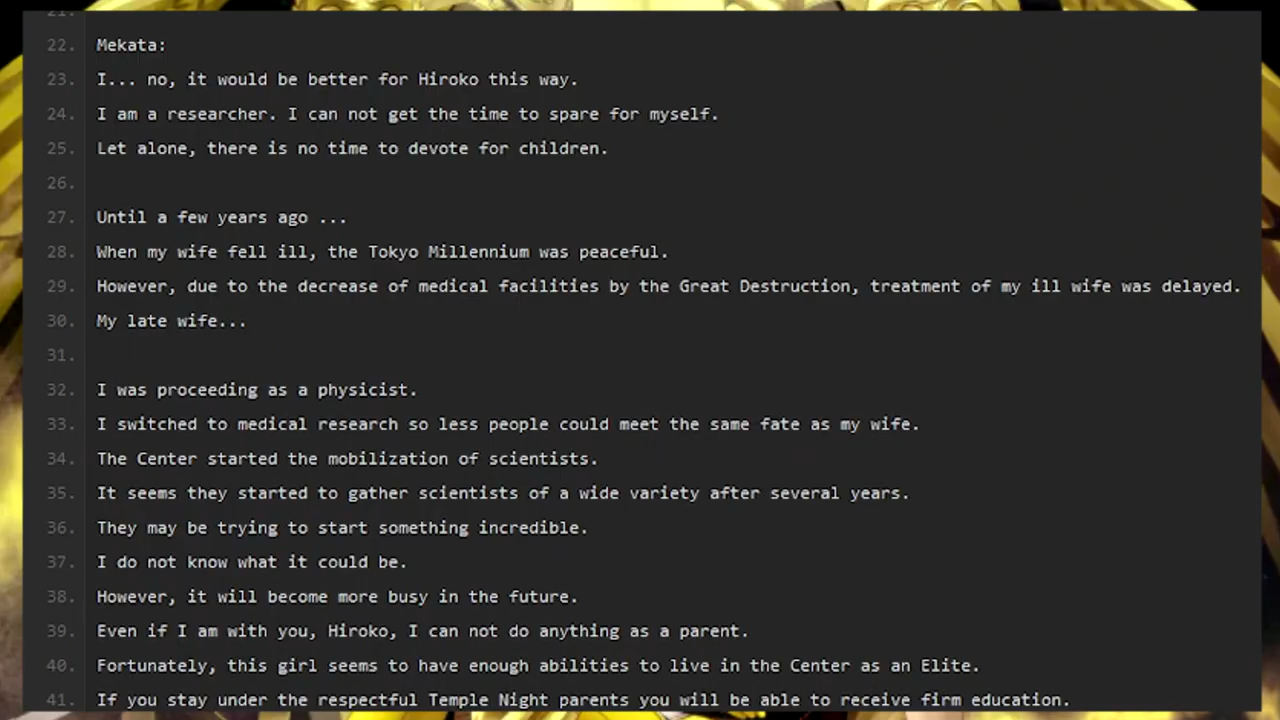 22. Mekata:
23. I... no, it would be better for Hiroko this way.
24. I am a researcher. I can not get the time to spare for myself.
25. Let alone, there is no time to devote for children.
26.
27. Until a few years ago ...
28. When my wife fell ill, the Tokyo Millennium was peaceful.
29. However, due to the decrease of medical facilities by the Great Destruction, treatment of my ill wife was delayed.
30. My late wife...
31.
32. I was proceeding as a physicist.
33. I switched to medical research so less people could meet the same fate as my wife.
34. The Center started the mobilization of scientists.
35. It seems they started to gather scientists of a wide variety after several years.
36. They may be trying to start something incredible.
37. I do not know what it could be.
38. However, it will become more busy in the future.
39. Even if I am with you, Hiroko, I can not do anything as a parent.
40. Fortunately, this girl seems to have enough abilities to live in the Center as an Elite.
41. If you stay under the respectful Temple Night parents you will be able to receive firm education.